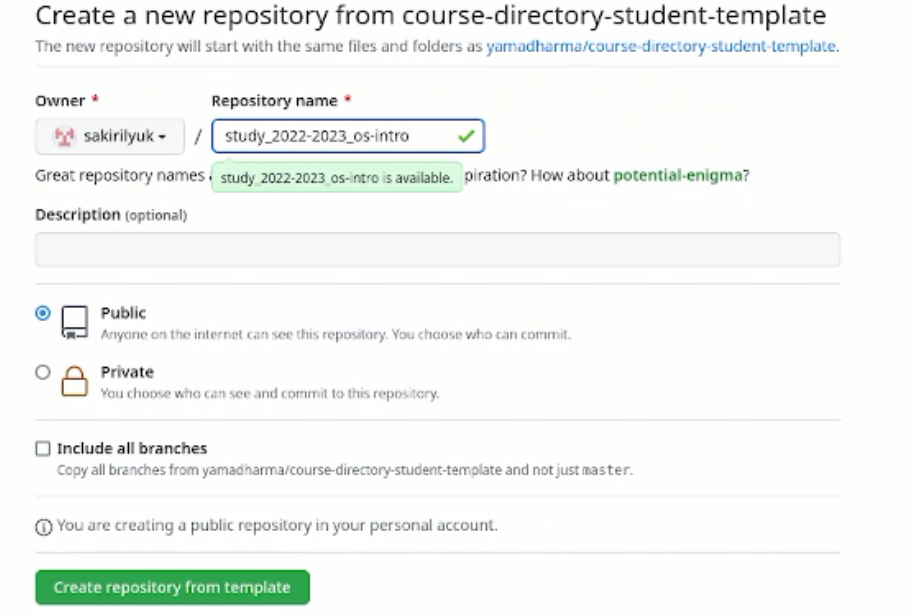 Create a new repository from course-directory-student-template
The new repository will start with the same files and folders as yamadharma/course-directory-student-template.
Owner *
Repository name *
sakirilyuk
/
study_2022-2023_os-intro
Great repository names
study_2022-2023_os-intro is available.
piration? How about potential-enigma?
Description (optional)
Public
Anyone on the internet can see this repository. You choose who can commit.
Private
You choose who can see and commit to this repository.
Include all branches
Copy all branches from yamadharma/course-directory-student-template and not just master.
You are creating a public repository in your personal account.
Create repository from template